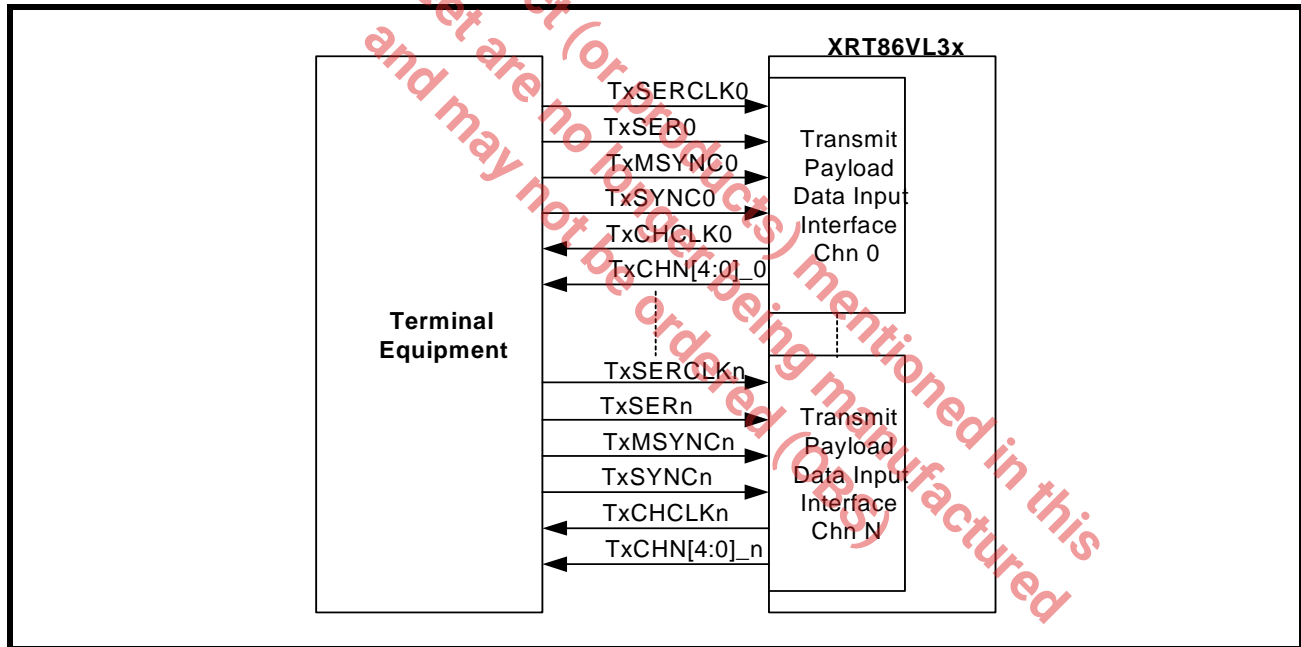 XRT86VL3x
TxSERCLK0
TxSER0
TxMSYNC0
TxSYNC0
TxCHCLK0
TxCHN[4:0]_0
Transmit
Payload
Data Input
Interface
Chn 0
Terminal
Equipment
TxSERCLKn
TxSERn
TxMSYNCn
TxSYNCn
TxCHCLKn
TxCHN[4:0]_n
Transmit
Payload
Data Input
Interface
Chn N
(or products) mentioned in this
are no longer being manufactured
and may not be ordered (OBS)